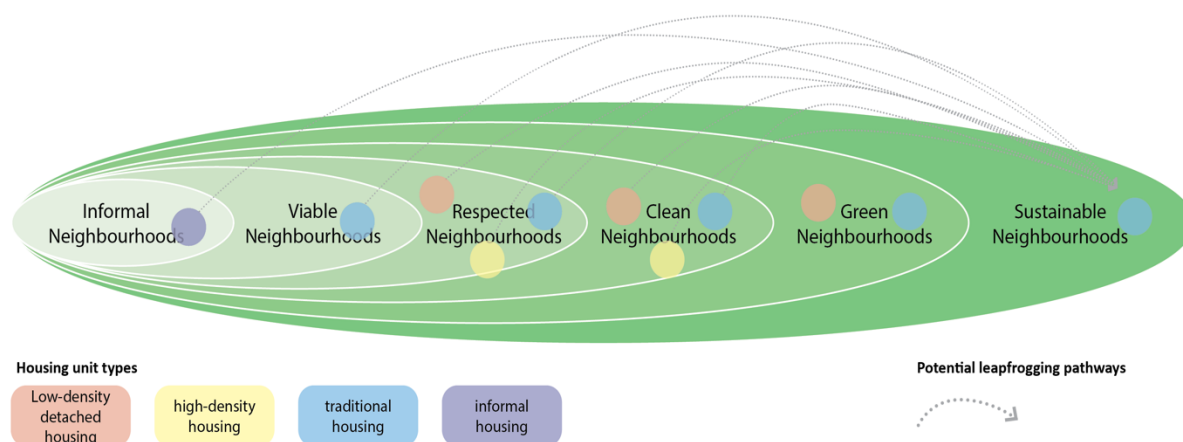 Informal
Neighbourhoods
Viable
Neighbourhoods
Respected
Neighbourhoods
Clean
Neighbourhoods
Green
Neighbourhoods
Sustainable
Neighbourhoods
Housing unit types
Low-density
detached
housing
high-density
housing
traditional
housing
informal
housing
Potential leapfrogging pathways